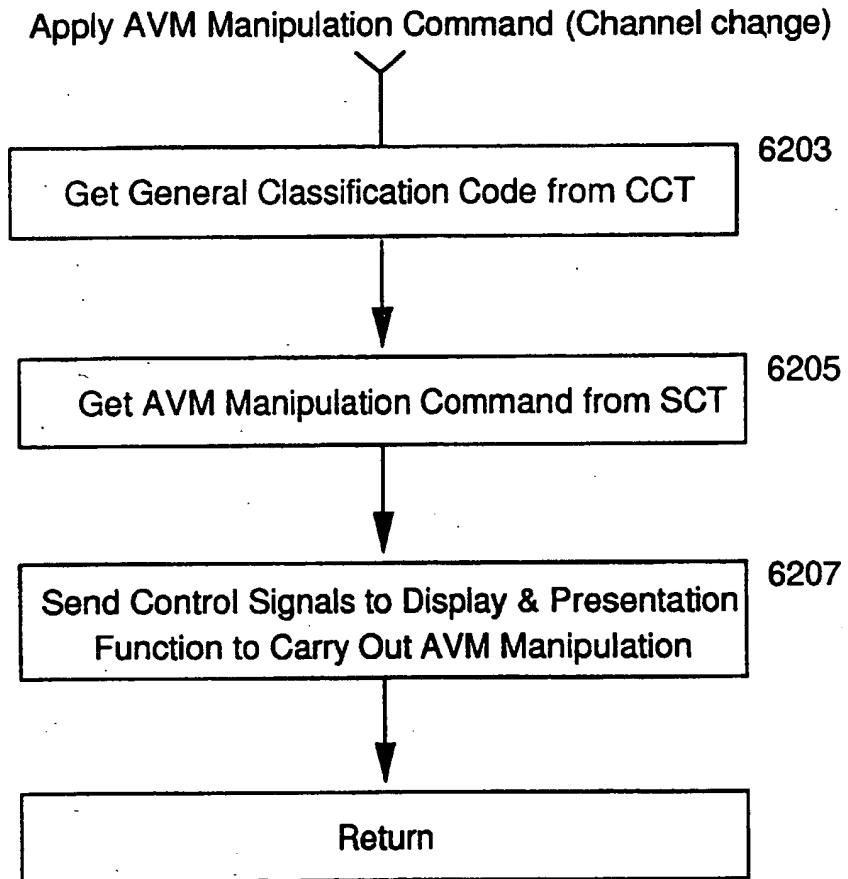 Apply AVM Manipulation Command (Channel change)
6203
Get General Classification Code from CCT
6205
Get AVM Manipulation Command from SCT
6207
Send Control Signals to Display & Presentation
Function to Carry Out AVM Manipulation
Return